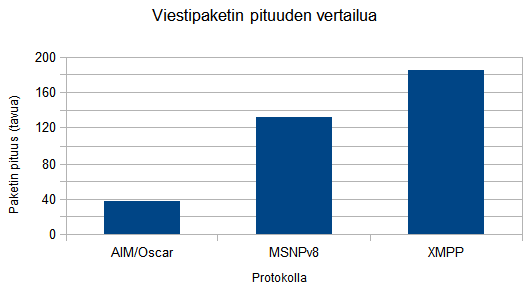 Viestipaketin pituuden vertailua
Paketin pituus (tavua)
200
160
120
80
40
0
AIM/Oscar
MSNPv8
XMPP
Protokolla